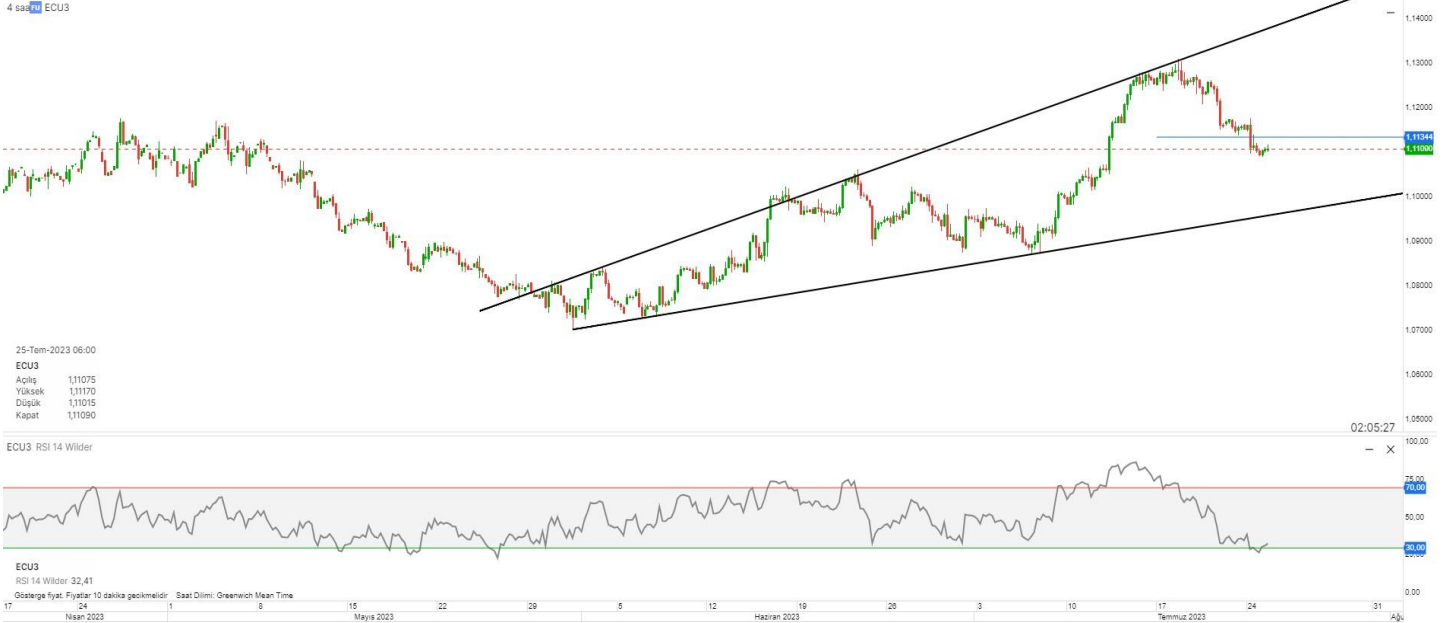 4 saa FU ECU3
1,14000
1,13000
1,12000
1,11344
1,11000
1,10000
1,09000
1,08000
1,07000
1,06000
1,05000
25-Tem-2023 06:00
ECU3
Açılış 1,11075
Yüksek 1,11170
Düşük 1,11015
Kapat 1,11090
02:05:27
ECU3 RSI 14 Wilder
100,00
75,00
70,00
50,00
30,00
0,00
ECU3
RSI 14 Wilder 32,41
Gösterge fiyat. Fiyatlar 10 dakika gecikmelidir Saat Dilimi: Greenwich Mean Time
17 24 1 8 15 22 29 5 12 19 26 3 10 17 24 31
Nisan 2023 Mayıs 2023 Haziran 2023 Temmuz 2023 Ağu